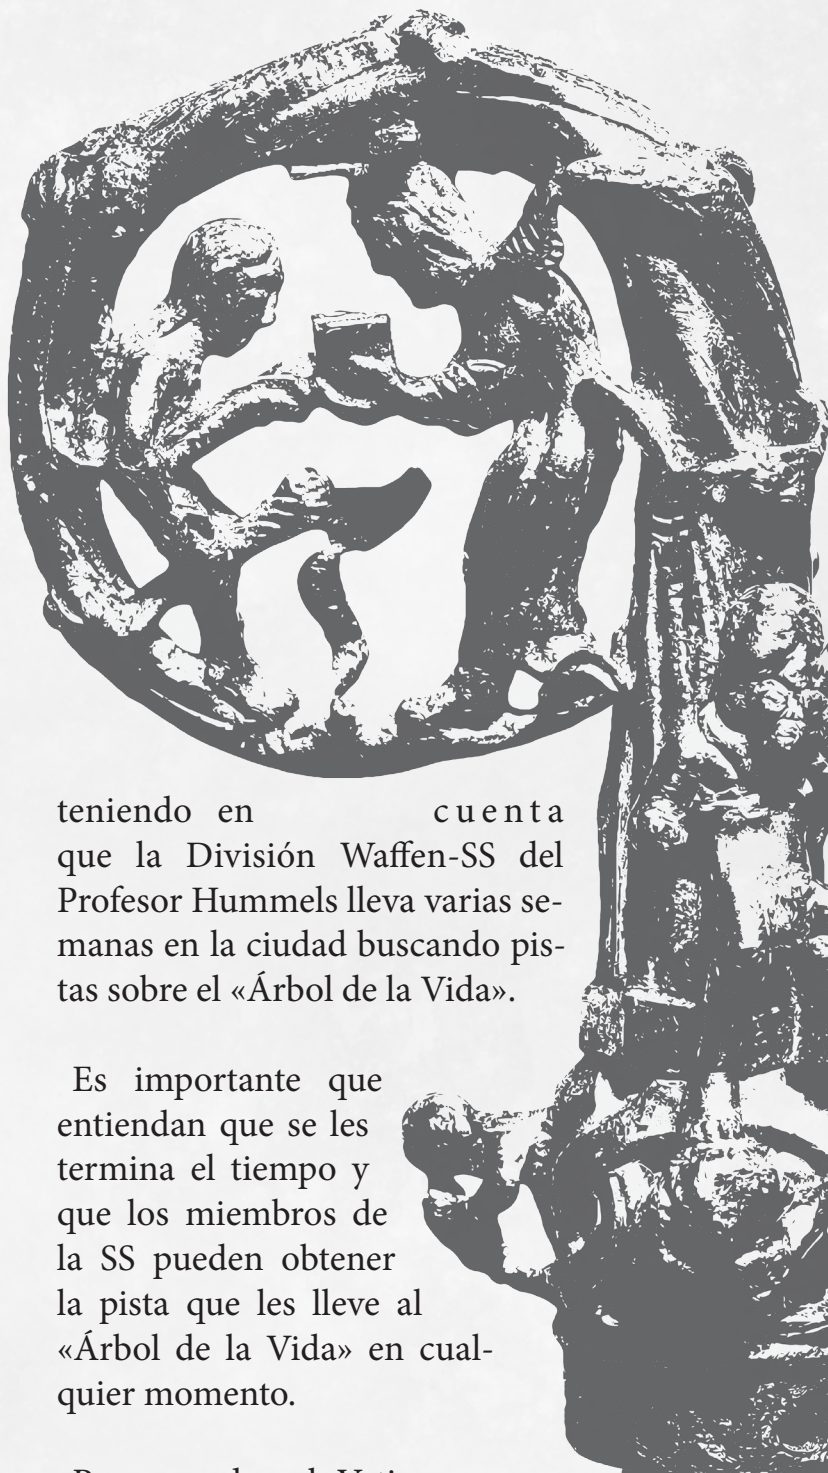 teniendo en cuenta
que la División Waffen-SS del
Profesor Hummels lleva varias se-
manas en la ciudad buscando pis-
tas sobre el «Árbol de la Vida».
Es importante que
entiendan que se les
termina el tiempo y
que los miembros de
la SS pueden obtener
la pista que les lleve al
«Árbol de la Vida» en cual-
quier momento.